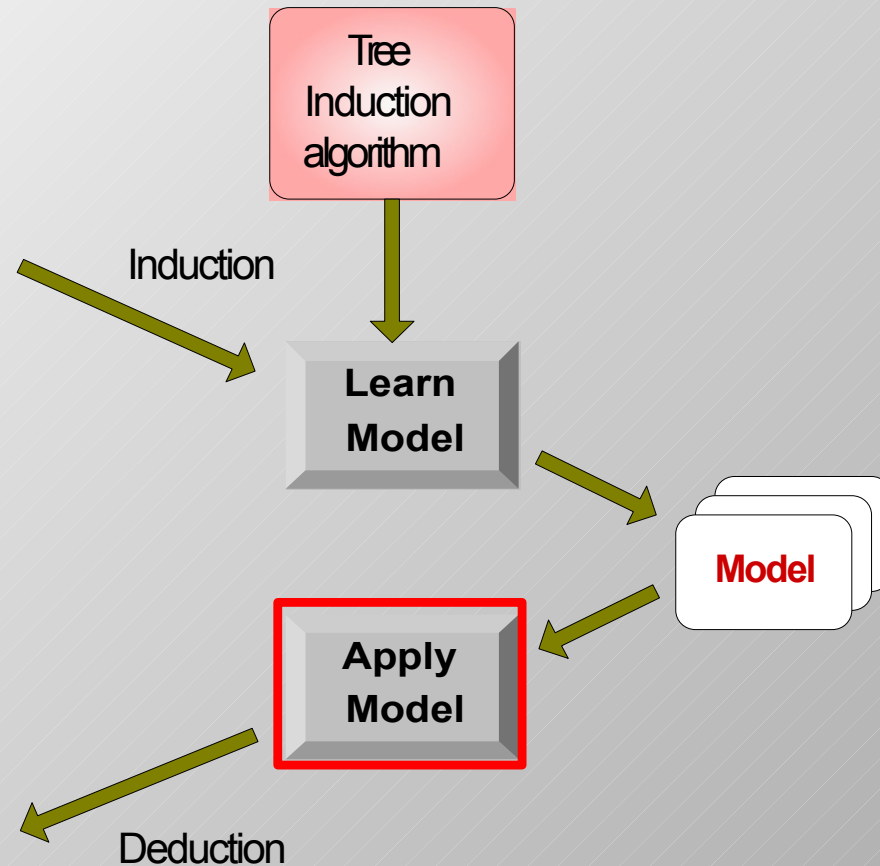 Tree
Induction
algorithm
Induction
Learn
Model
Model
Apply
Model
Deduction